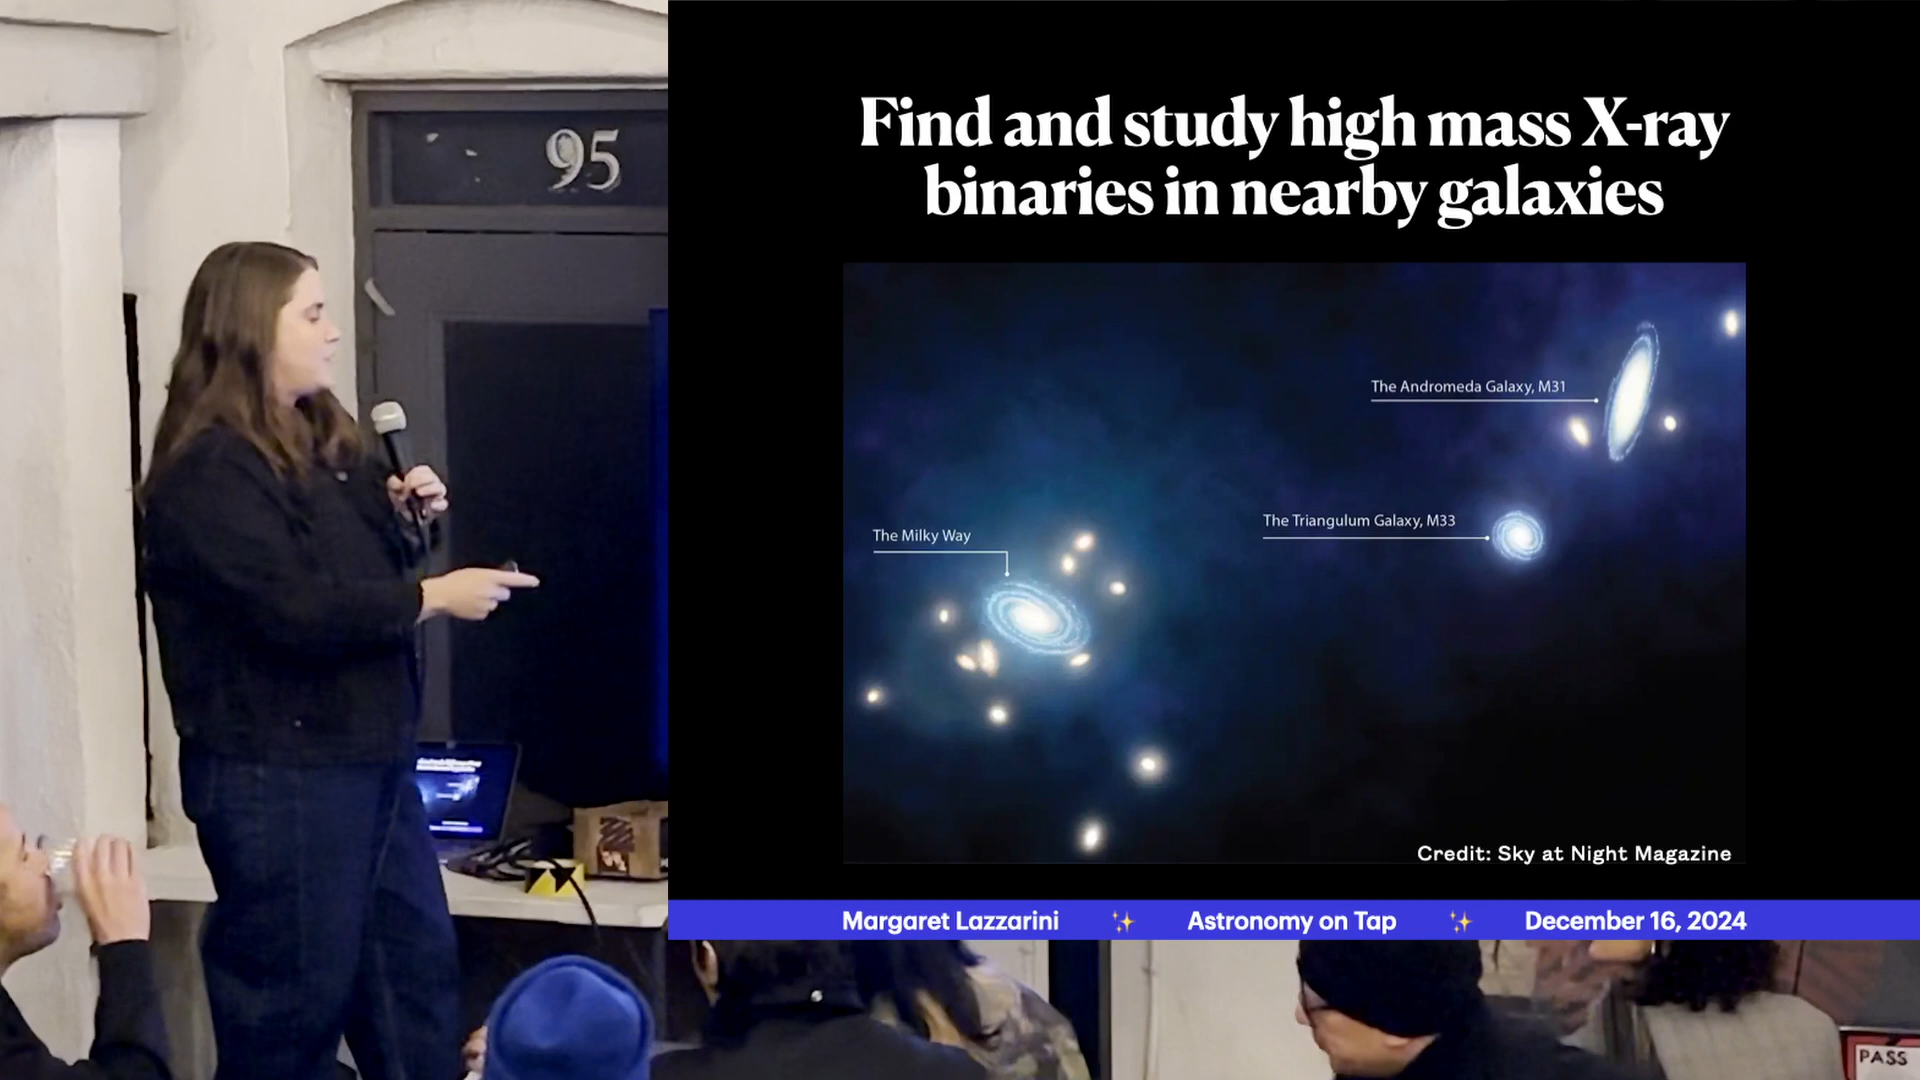 95
Find and study high mass X-ray
binaries in nearby galaxies
The Andromeda Galaxy, M31
The Triangulum Galaxy, M33
The Milky Way
Credit: Sky at Night Magazine
Margaret Lazzarini ✨ Astronomy on Tap ✨ December 16, 2024
PASS